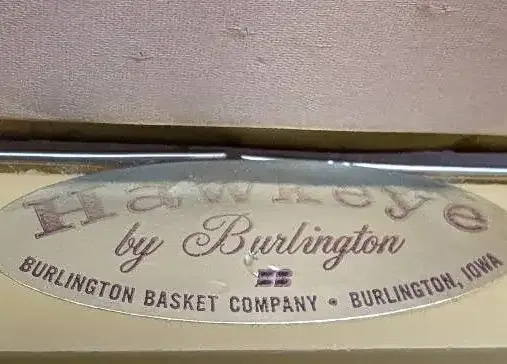 Hawkeye
by Burlington
BB
BURLINGTON BASKET COMPANY • BURLINGTON, IOWA